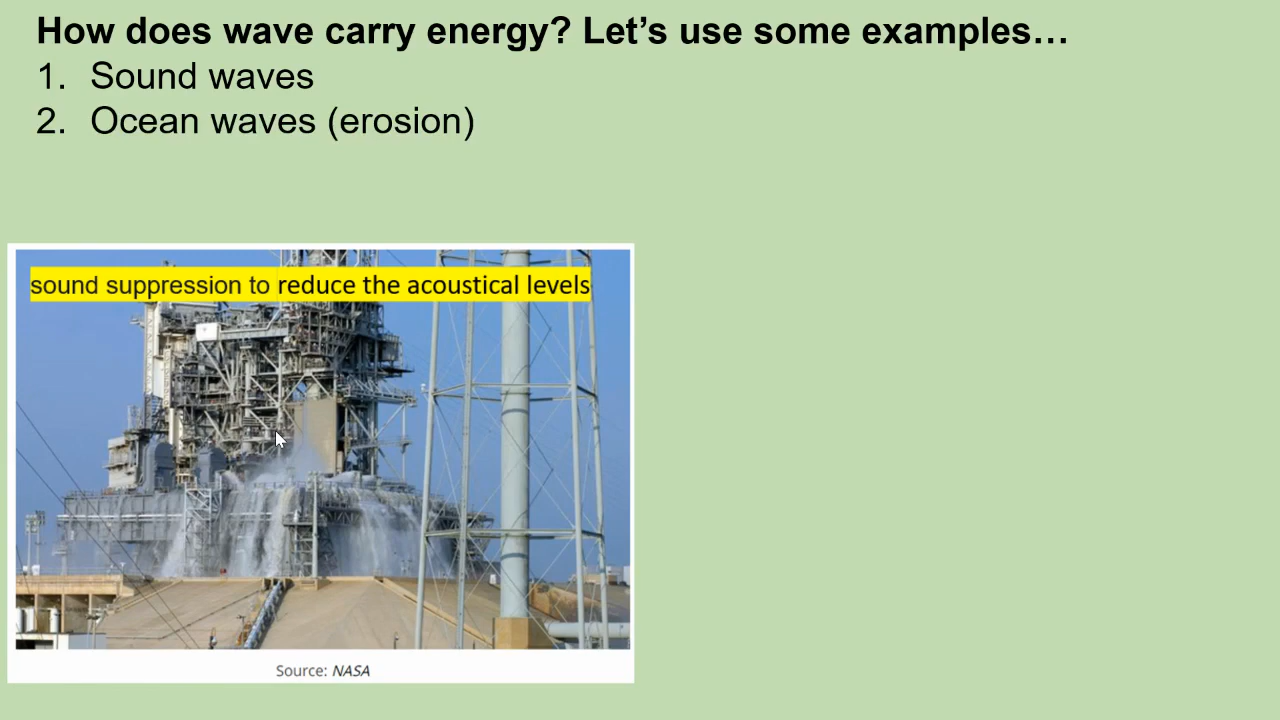 How does wave carry energy? Let’s use some examples…
1. Sound waves
2. Ocean waves (erosion)
sound suppression to reduce the acoustical levels
Source: NASA